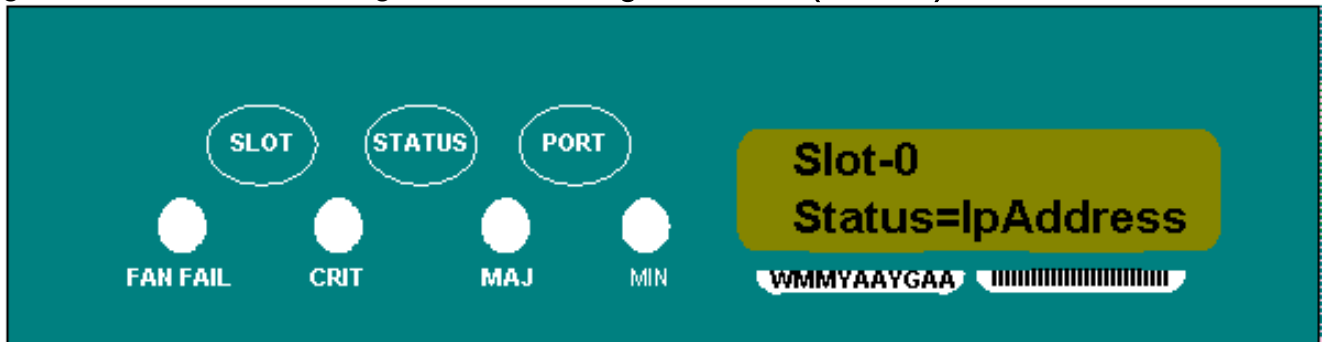 SLOT STATUS PORT
Slot-0
Status=IpAddress
FAN FAIL CRIT MAJ MIN
WMMYAAYGAA